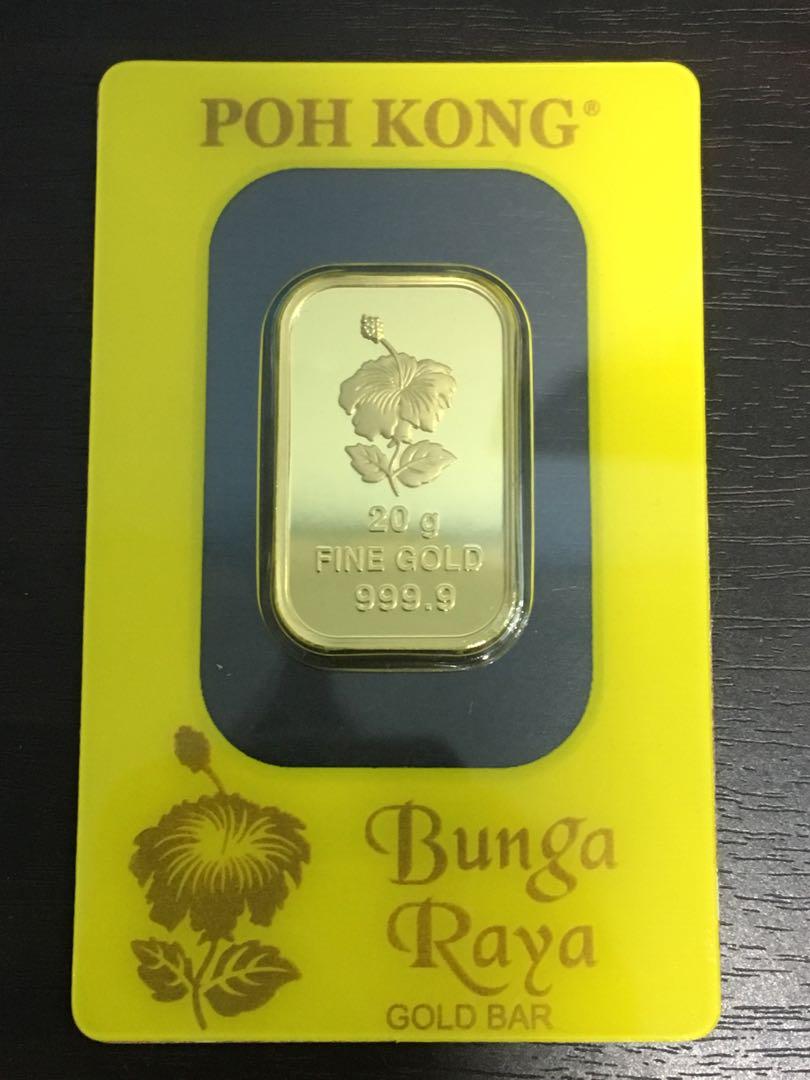 POH KONG®
20 g
FINE GOLD
999.9
Bunga
Raya
GOLD BAR